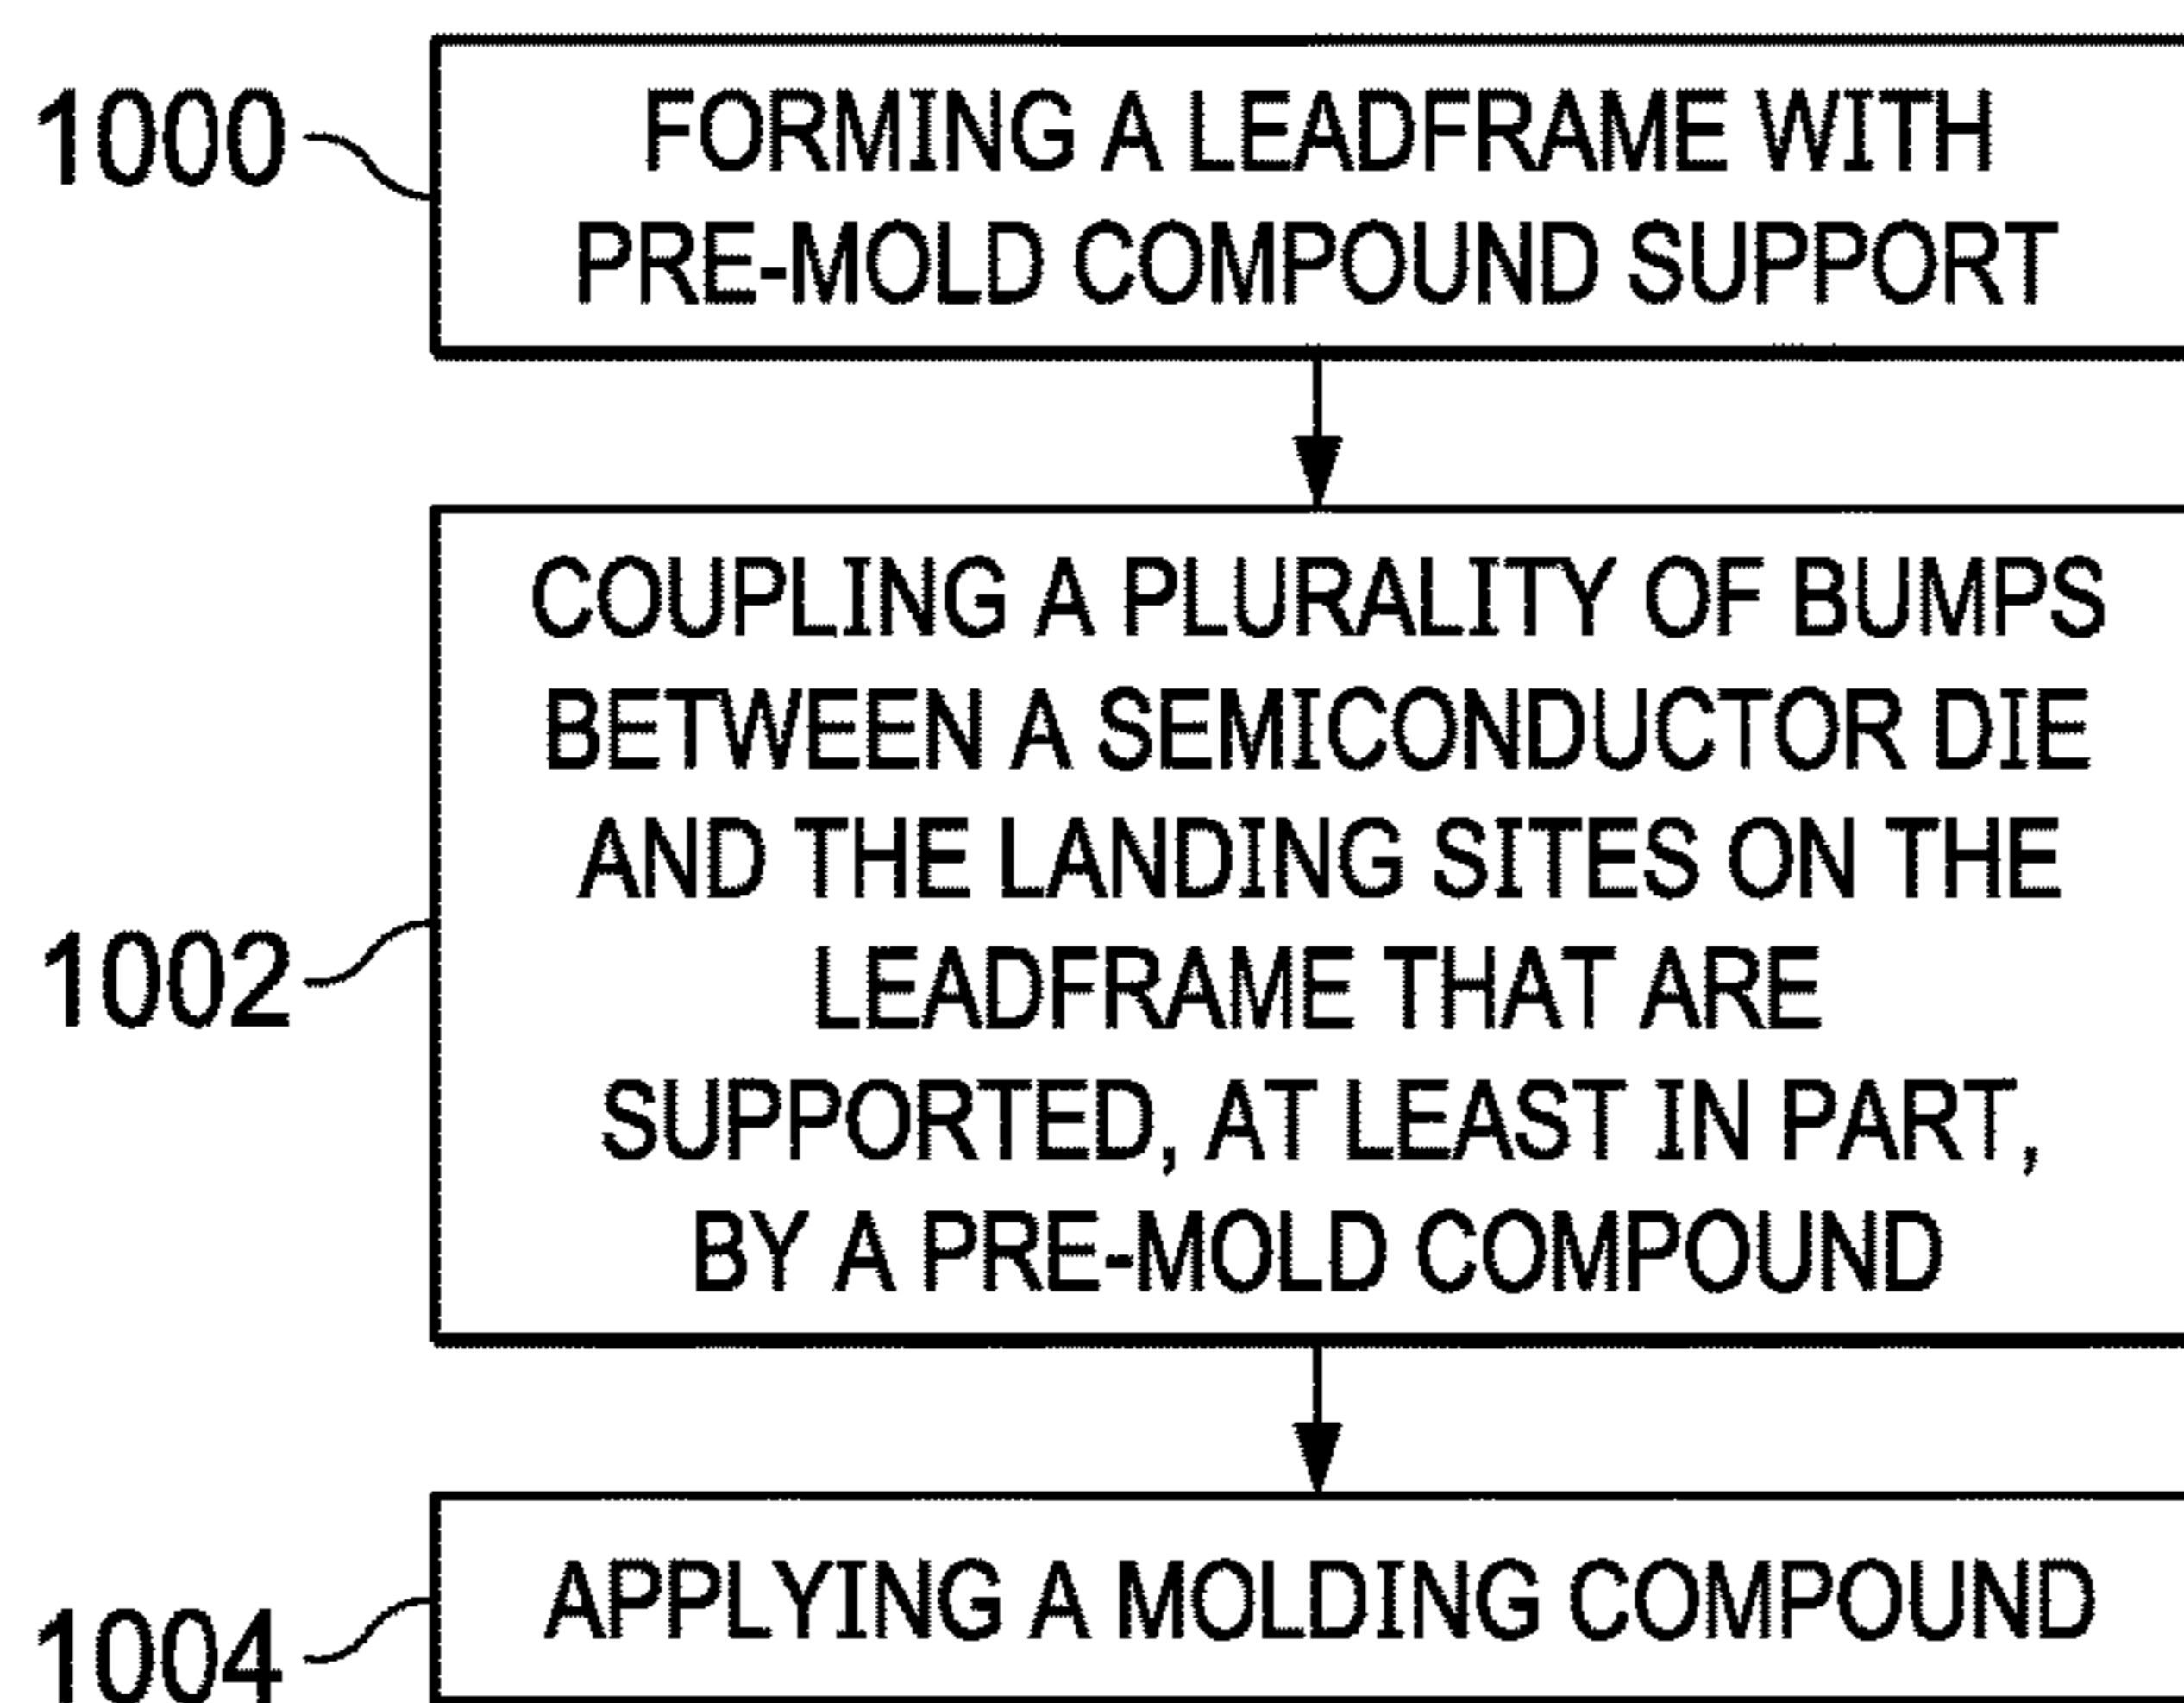 1000
FORMING A LEADFRAME WITH
PRE-MOLD COMPOUND SUPPORT
1002
COUPLING A PLURALITY OF BUMPS
BETWEEN A SEMICONDUCTOR DIE
AND THE LANDING SITES ON THE
LEADFRAME THAT ARE
SUPPORTED, AT LEAST IN PART,
BY A PRE-MOLD COMPOUND
1004
APPLYING A MOLDING COMPOUND